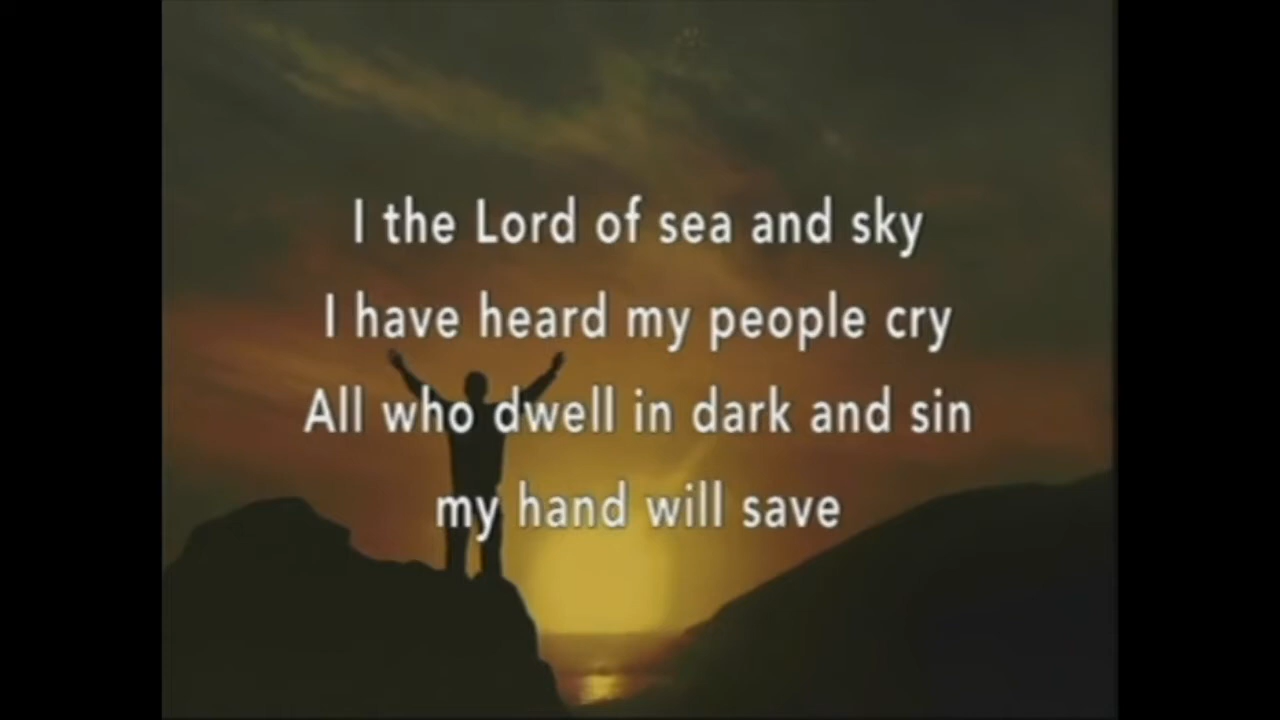 I the Lord of sea and sky
I have heard my people cry
All who dwell in dark and sin
my hand will save